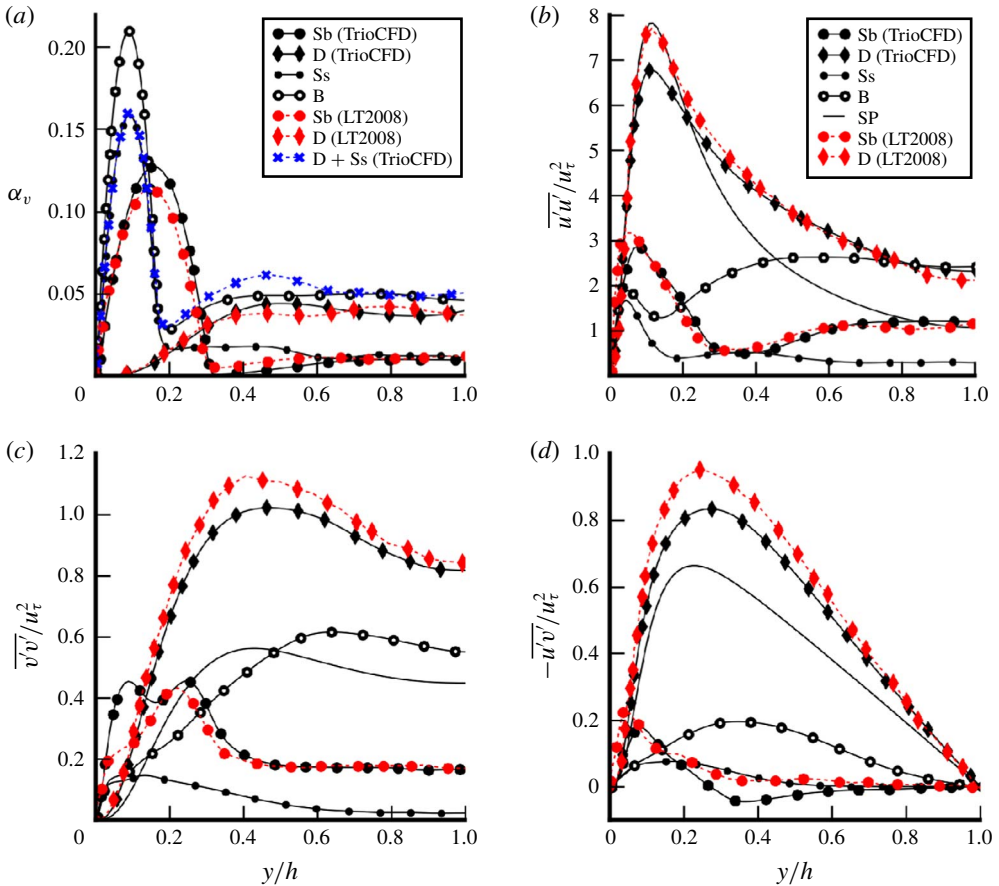 (a)
0.20
0.15
0.10
0.05
αv
0
0.2
0.4
0.6
0.8
1.0
y/h
Sb (TrioCFD)
D (TrioCFD)
Ss
B
Sb (LT2008)
D (LT2008)
D + Ss (TrioCFD)
(b)
8
7
6
5
4
3
2
1
0
u′u′/u²τ
0
0.2
0.4
0.6
0.8
1.0
y/h
Sb (TrioCFD)
D (TrioCFD)
Ss
B
SP
Sb (LT2008)
D (LT2008)
(c)
1.2
1.0
0.8
0.6
0.4
0.2
v′v′/u²τ
0
0.2
0.4
0.6
0.8
1.0
y/h
(d)
1.0
0.8
0.6
0.4
0.2
0
−u′v′/u²τ
0
0.2
0.4
0.6
0.8
1.0
y/h